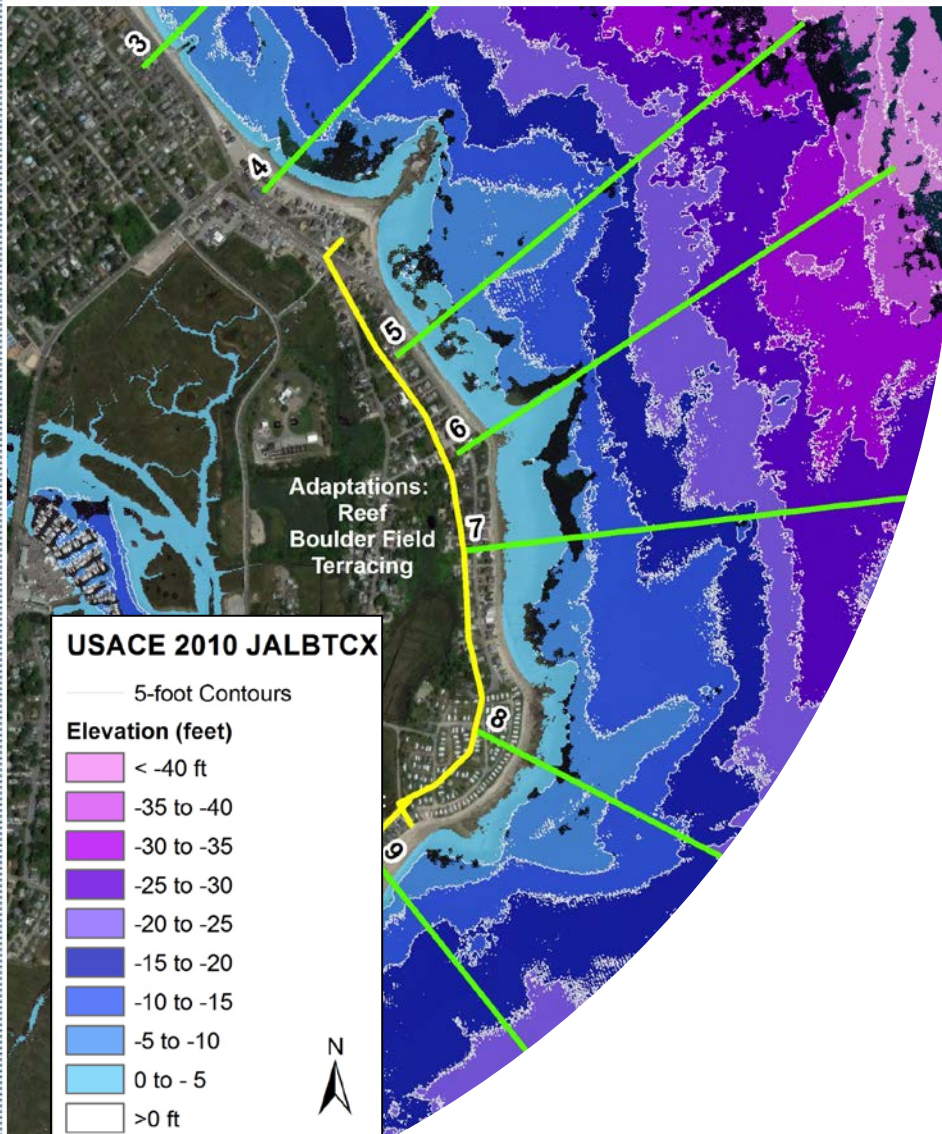 3
4
5
6
Adaptations:
Reef
Boulder Field
Terracing
7
8
9
USACE 2010 JALBTCX
5-foot Contours
Elevation (feet)
< -40 ft
-35 to -40
-30 to -35
-25 to -30
-20 to -25
-15 to -20
-10 to -15
-5 to -10
0 to - 5
>0 ft
N